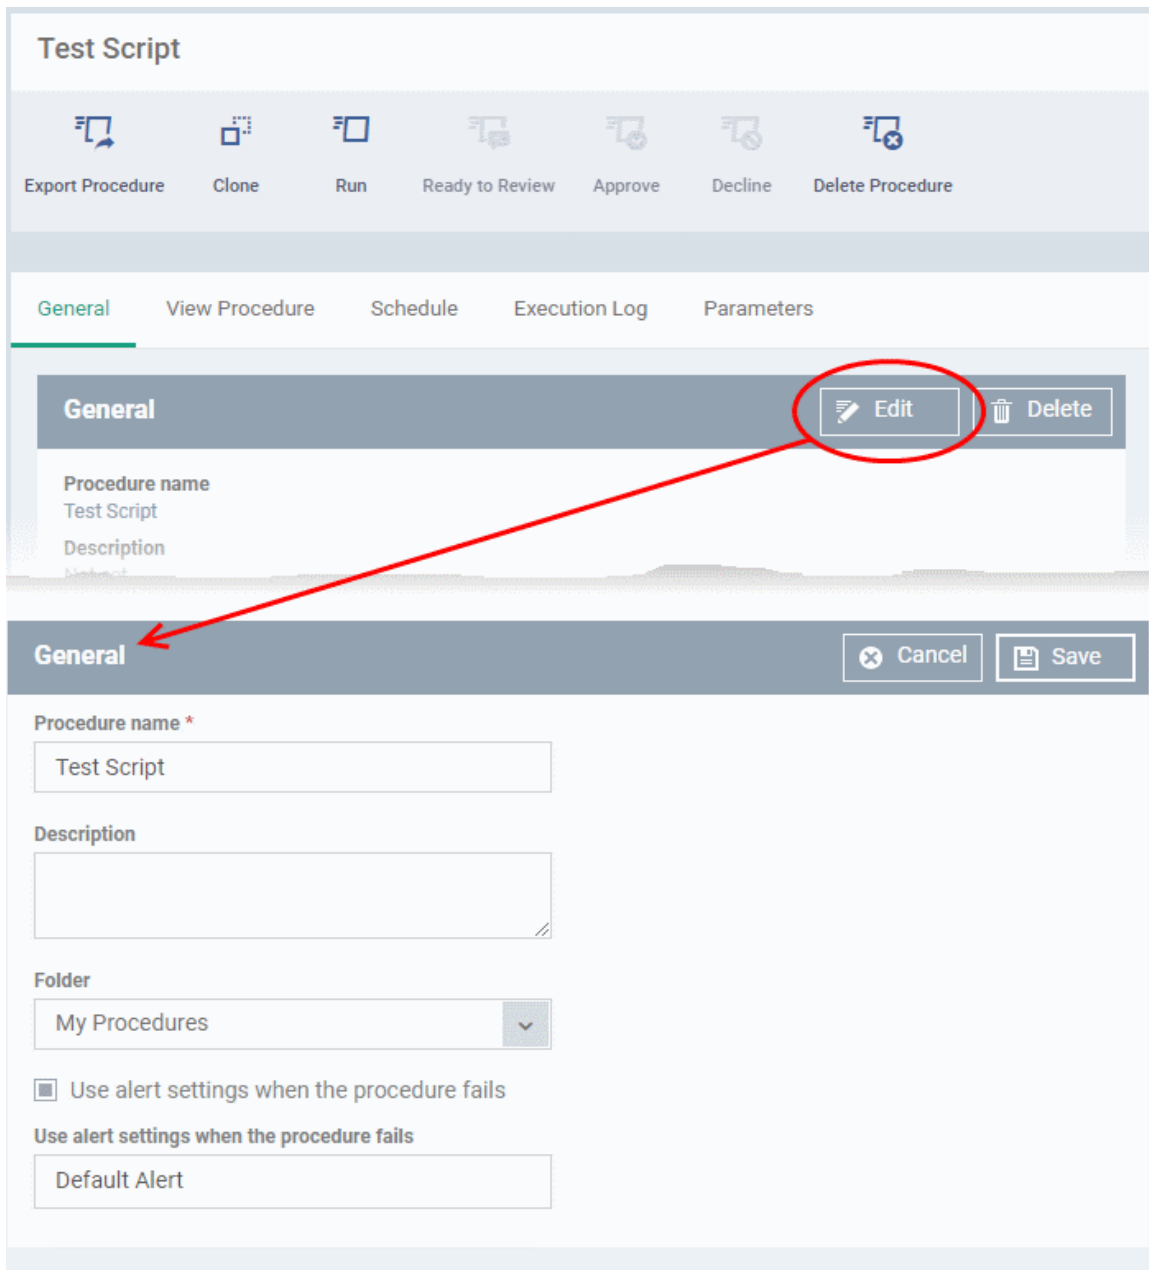 Test Script
Export Procedure Clone Run Ready to Review Approve Decline Delete Procedure
General View Procedure Schedule Execution Log Parameters
General Edit Delete
Procedure name
Test Script
Description
General Cancel Save
Procedure name *
Test Script
Description
Folder
My Procedures
Use alert settings when the procedure fails
Use alert settings when the procedure fails
Default Alert